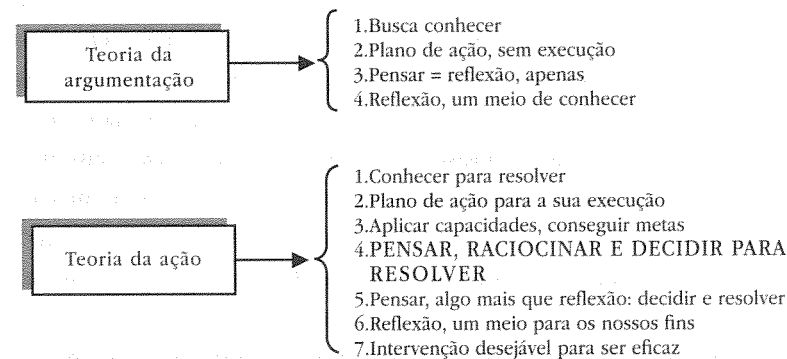 Teoria da
argumentação
1.Busca conhecer
2.Plano de ação, sem execução
3.Pensar = reflexão, apenas
4.Reflexão, um meio de conhecer
Teoria da ação
1.Conhecer para resolver
2.Plano de ação para a sua execução
3.Aplicar capacidades, conseguir metas
4.PENSAR, RACIOCINAR E DECIDIR PARA
RESOLVER
5.Pensar, algo mais que reflexão: decidir e resolver
6.Reflexão, um meio para os nossos fins
7.Intervenção desejável para ser eficaz